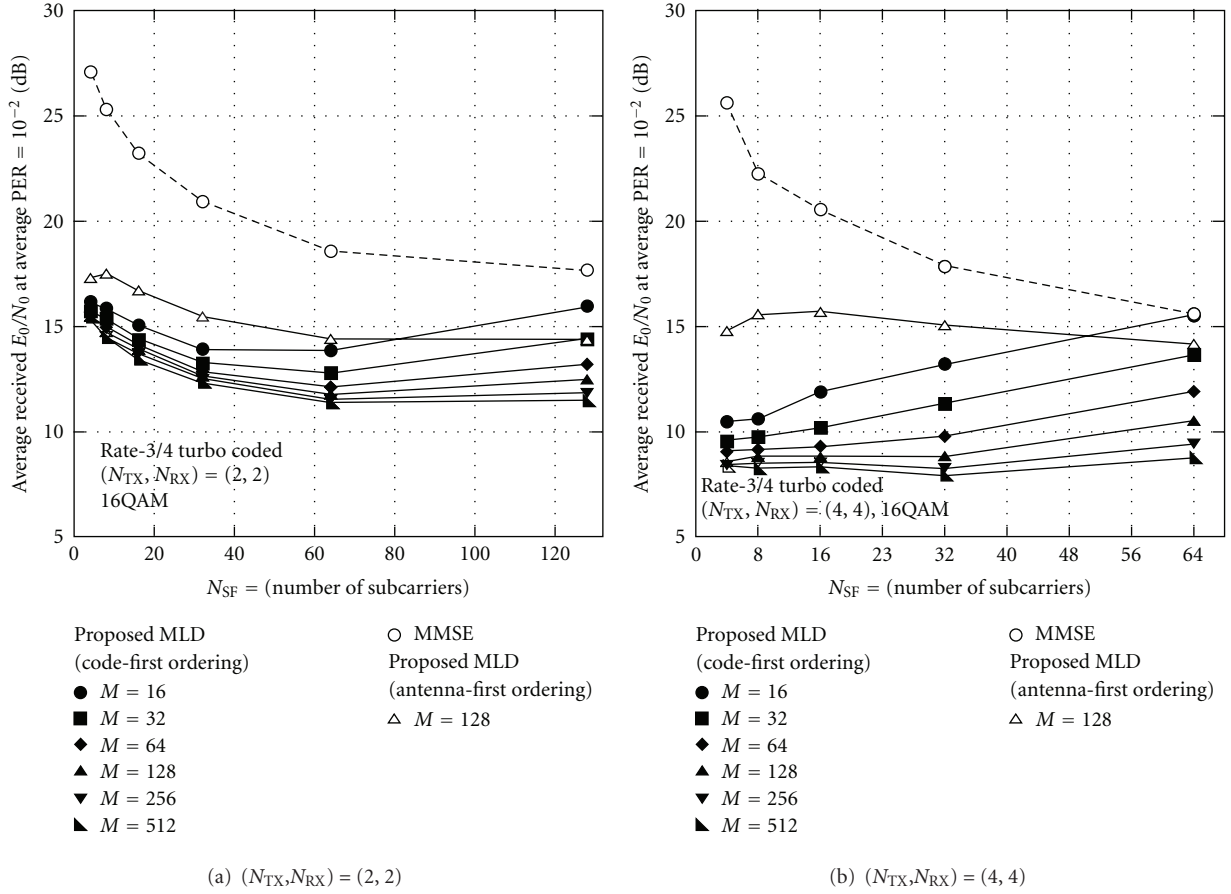 Average received E0/N0 at average PER = 10−2 (dB)
30
25
20
15
10
5
0
20
40
60
80
100
120
Rate-3/4 turbo coded
(NTX, NRX) = (2, 2)
16QAM
NSF = (number of subcarriers)
Proposed MLD
(code-first ordering)
M = 16
M = 32
M = 64
M = 128
M = 256
M = 512
MMSE
Proposed MLD
(antenna-first ordering)
M = 128
(a) (NTX,NRX) = (2, 2)
Average received E0/N0 at average PER = 10−2 (dB)
30
25
20
15
10
5
0
8
16
23
32
40
48
56
64
Rate-3/4 turbo coded
(NTX, NRX) = (4, 4), 16QAM
NSF = (number of subcarriers)
Proposed MLD
(code-first ordering)
M = 16
M = 32
M = 64
M = 128
M = 256
M = 512
MMSE
Proposed MLD
(antenna-first ordering)
M = 128
(b) (NTX,NRX) = (4, 4)